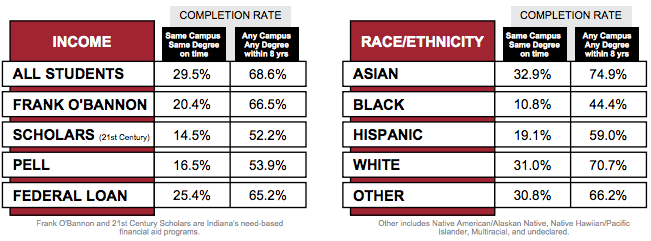 COMPLETION RATE
INCOME
Same Campus
Same Degree
on time
Any Campus
Any Degree
within 8 yrs
ALL STUDENTS 29.5% 68.6%
FRANK O'BANNON 20.4% 66.5%
SCHOLARS (21st Century) 14.5% 52.2%
PELL 16.5% 53.9%
FEDERAL LOAN 25.4% 65.2%
Frank O'Bannon and 21st Century Scholars are Indiana's need-based
financial aid programs.
COMPLETION RATE
RACE/ETHNICITY
Same Campus
Same Degree
on time
Any Campus
Any Degree
within 8 yrs
ASIAN 32.9% 74.9%
BLACK 10.8% 44.4%
HISPANIC 19.1% 59.0%
WHITE 31.0% 70.7%
OTHER 30.8% 66.2%
Other includes Native American/Alaskan Native, Native Hawiian/Pacific
Islander, Multiracial, and undeclared.